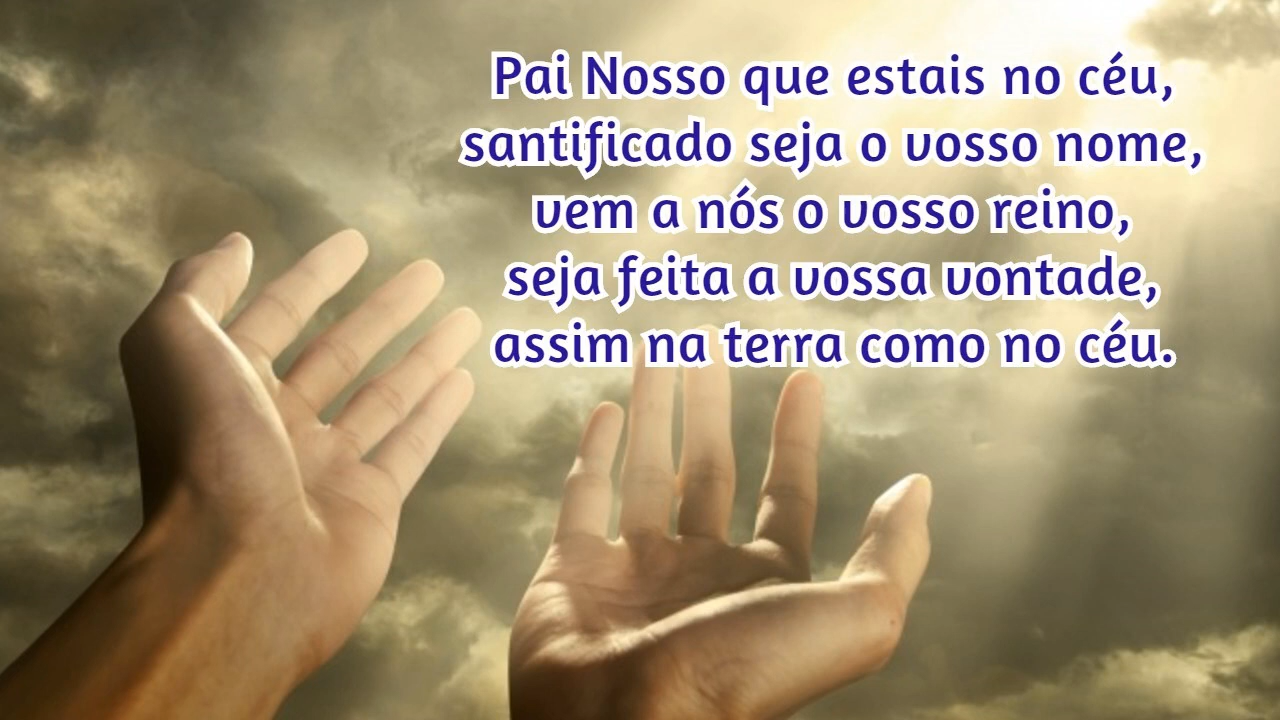 Pai Nosso que estais no céu,
santificado seja o vosso nome,
vem a nós o vosso reino,
seja feita a vossa vontade,
assim na terra como no céu.